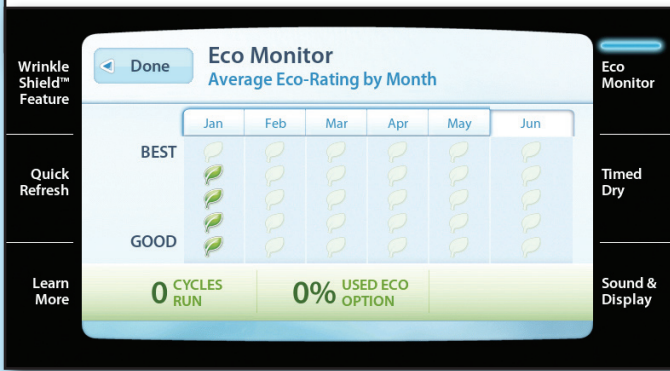 Wrinkle
Shield™
Feature
Quick
Refresh
Learn
More
Done
Eco Monitor
Average Eco-Rating by Month
Jan Feb Mar Apr May Jun
BEST
GOOD
0 CYCLES
RUN
0% USED ECO
OPTION
Eco
Monitor
Timed
Dry
Sound &
Display